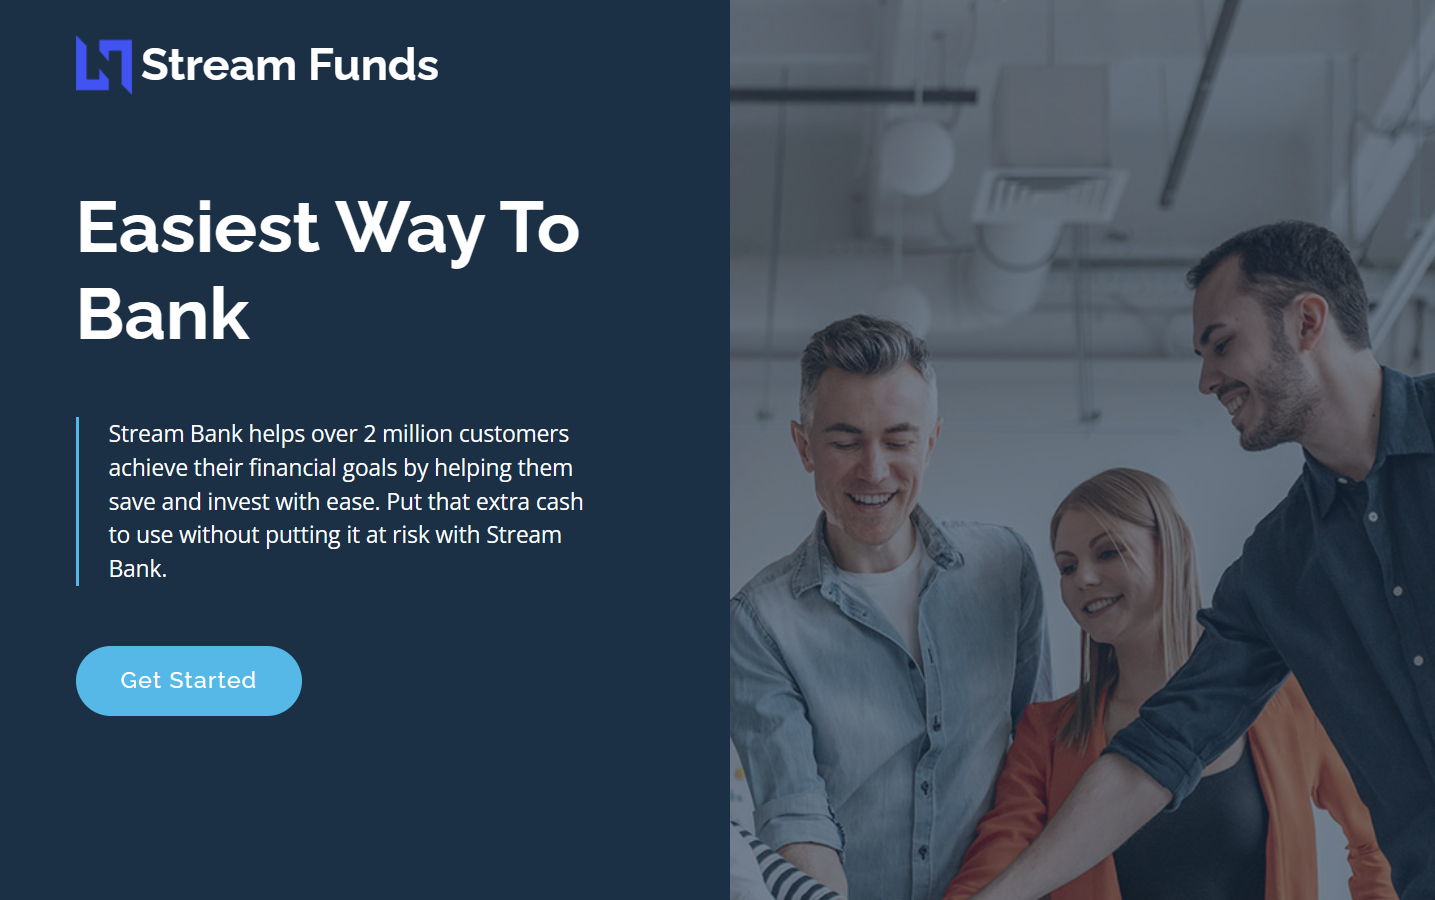 Stream Funds
Easiest Way To
Bank
Stream Bank helps over 2 million customers
achieve their financial goals by helping them
save and invest with ease. Put that extra cash
to use without putting it at risk with Stream
Bank.
Get Started